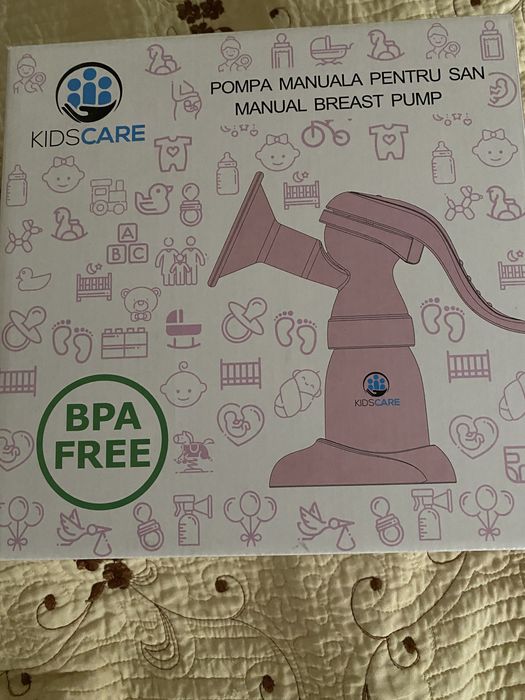 KIDSCARE
POMPA MANUALA PENTRU SAN
MANUAL BREAST PUMP
A
B C
KIDSCARE
BPA
FREE